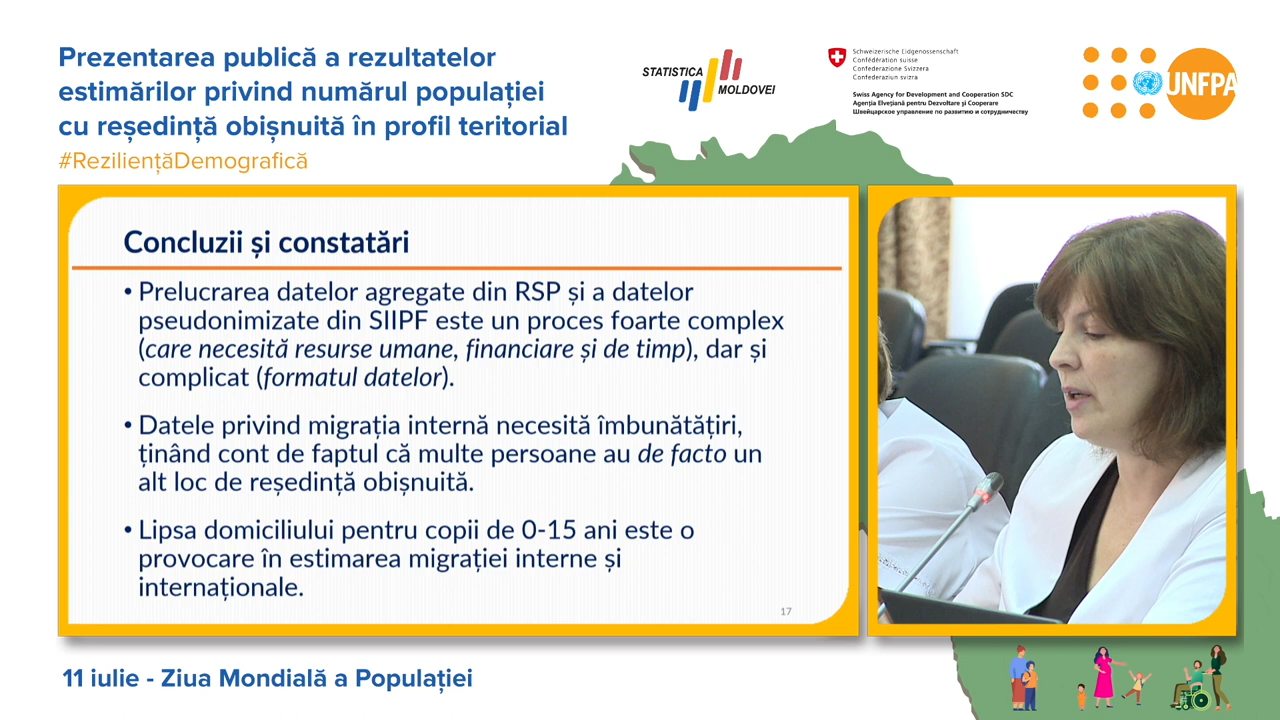 Prezentarea publică a rezultatelor
estimărilor privind numărul populației
cu reședință obișnuită în profil teritorial
#ReziliențăDemografică
STATISTICA
MOLDOVEI
Schweizerische Eidgenossenschaft
Confédération suisse
Confederazione Svizzera
Confederaziun svizra
Swiss Agency for Development and Cooperation SDC
Agenția Elvețiană pentru Dezvoltare și Cooperare
Швейцарское управление по развитию и сотрудничеству
UNFPA
Concluzii și constatări
• Prelucrarea datelor agregate din RSP și a datelor
pseudonimizate din SIIPF este un proces foarte complex
(care necesită resurse umane, financiare și de timp), dar și
complicat (formatul datelor).
• Datele privind migrația internă necesită îmbunătățiri,
ținând cont de faptul că multe persoane au de facto un
alt loc de reședință obișnuită.
• Lipsa domiciliului pentru copii de 0-15 ani este o
provocare în estimarea migrației interne și
internaționale.
17
11 iulie - Ziua Mondială a Populației